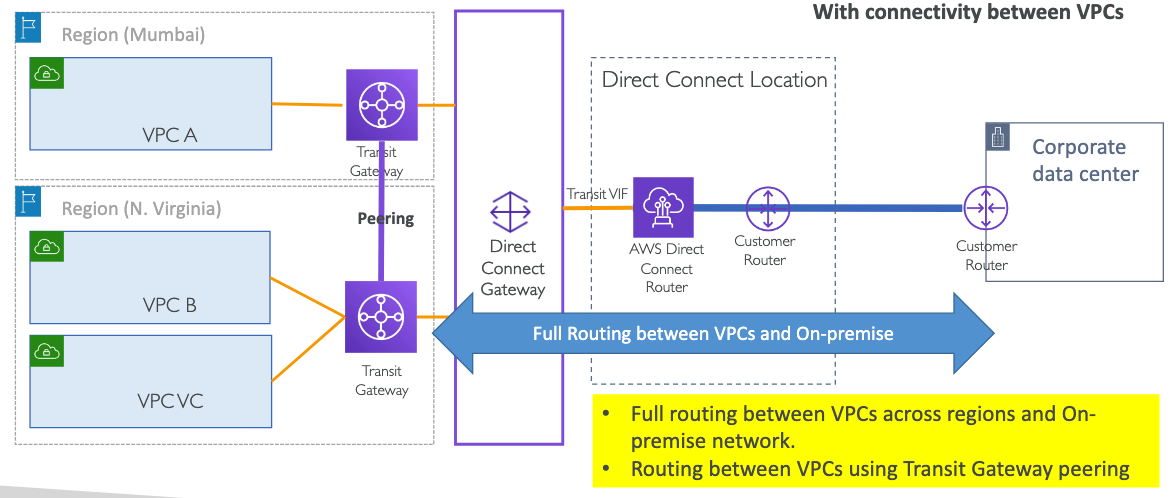 With connectivity between VPCs
Region (Mumbai)
VPC A
Transit
Gateway
Region (N. Virginia)
Peering
VPC B
VPC VC
Transit
Gateway
Direct
Connect
Gateway
Direct Connect Location
Transit VIF
AWS Direct
Connect
Router
Customer
Router
Corporate
data center
Customer
Router
Full Routing between VPCs and On-premise
• Full routing between VPCs across regions and On-
premise network.
• Routing between VPCs using Transit Gateway peering